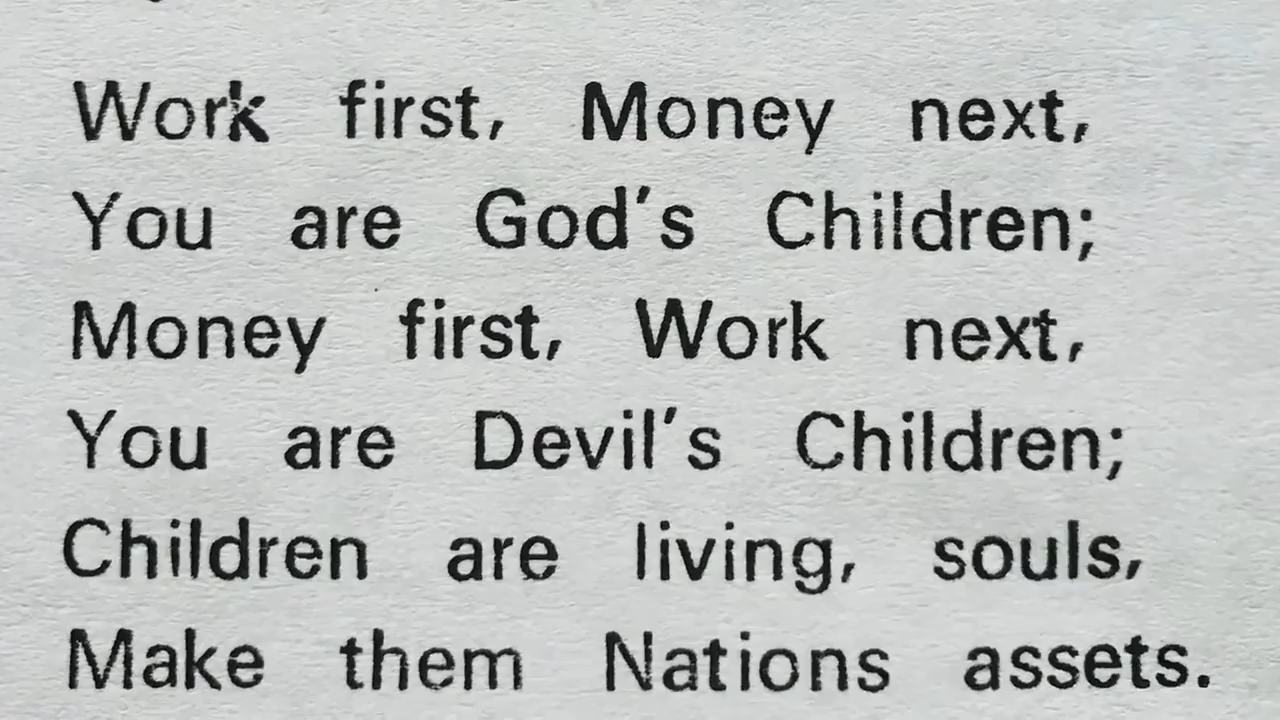 Work first, Money next,
You are God's Children;
Money first, Work next,
You are Devil's Children;
Children are living, souls,
Make them Nations assets.